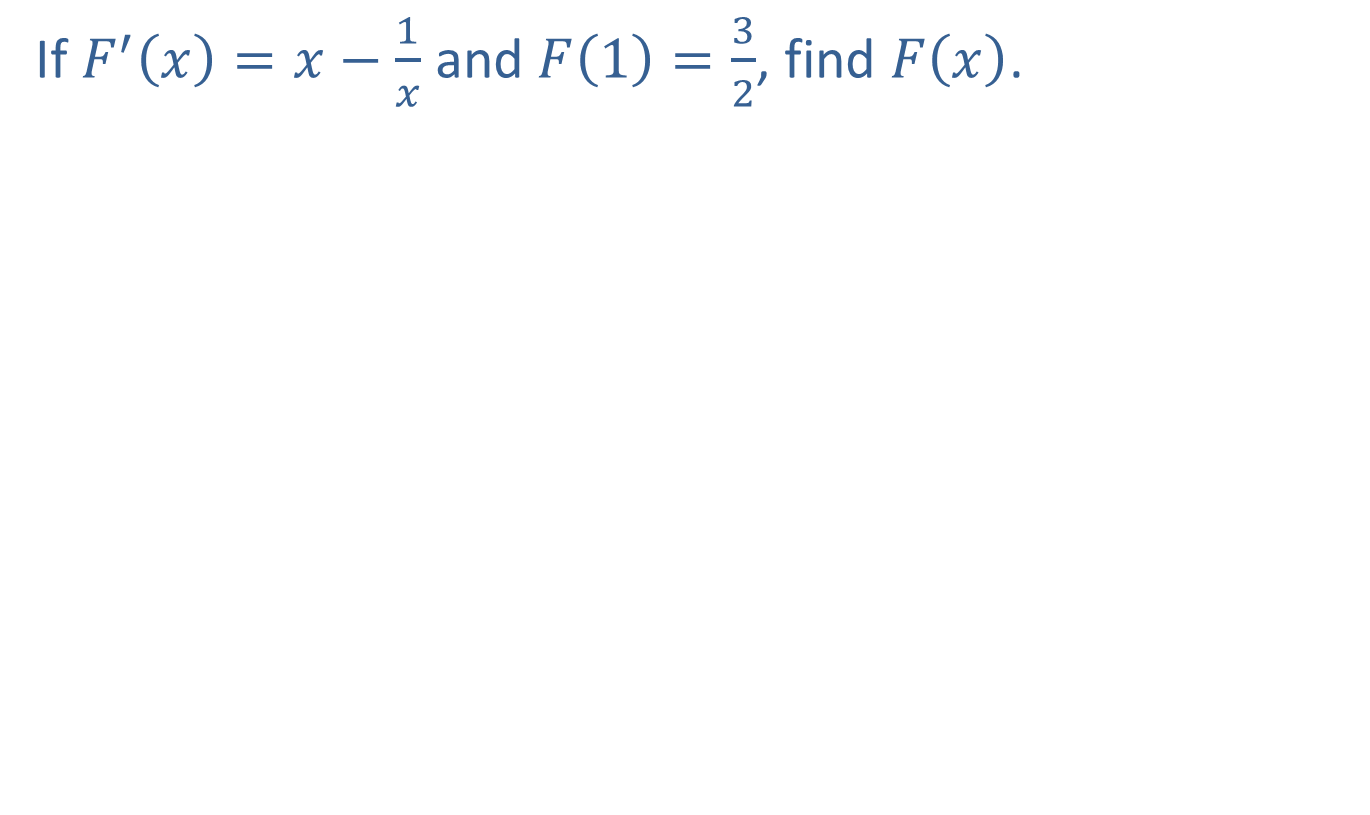 If F′(x) = x − 1/x and F(1) = 3/2, find F(x).